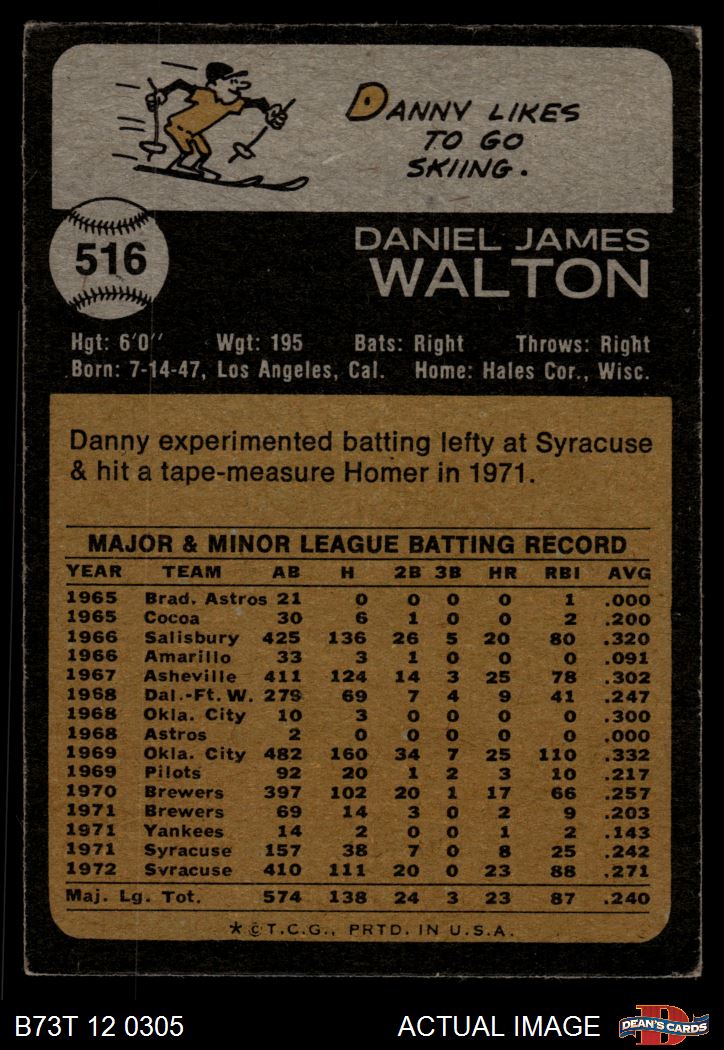 DANNY LIKES
TO GO
SKIING.
516
DANIEL JAMES
WALTON
Hgt: 6'0" Wgt: 195 Bats: Right Throws: Right
Born: 7-14-47, Los Angeles, Cal. Home: Hales Cor., Wisc.
Danny experimented batting lefty at Syracuse
& hit a tape-measure Homer in 1971.
MAJOR & MINOR LEAGUE BATTING RECORD
YEAR TEAM AB H 2B 3B HR RBI AVG
1965 Brad. Astros 21 0 0 0 0 1 .000
1965 Cocoa 30 6 1 0 0 2 .200
1966 Salisbury 425 136 26 5 20 80 .320
1966 Amarillo 33 3 1 0 0 0 .091
1967 Asheville 411 124 14 3 25 78 .302
1968 Dal.-Ft. W. 279 69 7 4 9 41 .247
1968 Okla. City 10 3 0 0 0 0 .300
1968 Astros 2 0 0 0 0 0 .000
1969 Okla. City 482 160 34 7 25 110 .332
1969 Pilots 92 20 1 2 3 10 .217
1970 Brewers 397 102 20 1 17 66 .257
1971 Brewers 69 14 3 0 2 9 .203
1971 Yankees 14 2 0 0 1 2 .143
1971 Syracuse 157 38 7 0 8 25 .242
1972 Syracuse 410 111 20 0 23 88 .271
Maj. Lg. Tot. 574 138 24 3 23 87 .240
* © T.C.G., PRTD. IN U.S.A.
B73T 12 0305 ACTUAL IMAGE
D
DEAN'S CARDS